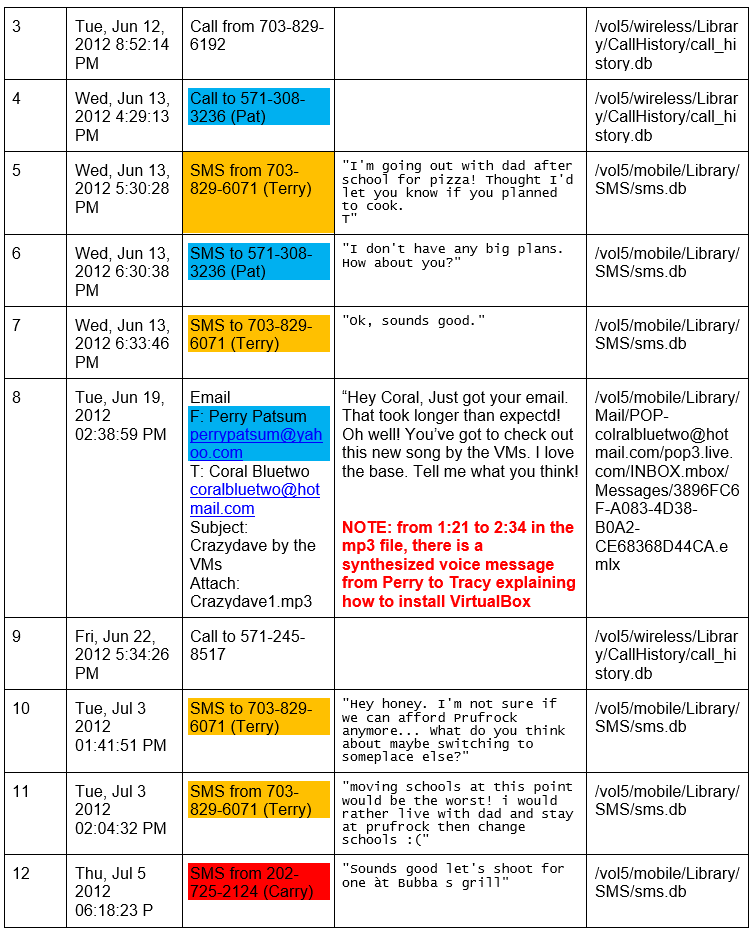 3
Tue, Jun 12,
2012 8:52:14
PM
Call from 703-829-
6192
/vol5/wireless/Librar
y/CallHistory/call_hi
story.db
4
Wed, Jun 13,
2012 4:29:13
PM
Call to 571-308-
3236 (Pat)
/vol5/wireless/Librar
y/CallHistory/call_hi
story.db
5
Wed, Jun 13,
2012 5:30:28
PM
SMS from 703-
829-6071 (Terry)
"I'm going out with dad after
school for pizza! Thought I'd
let you know if you planned
to cook.
T"
/vol5/mobile/Library/
SMS/sms.db
6
Wed, Jun 13,
2012 6:30:38
PM
SMS to 571-308-
3236 (Pat)
"I don't have any big plans.
How about you?"
/vol5/mobile/Library/
SMS/sms.db
7
Wed, Jun 13,
2012 6:33:46
PM
SMS to 703-829-
6071 (Terry)
"Ok, sounds good."
/vol5/mobile/Library/
SMS/sms.db
8
Tue, Jun 19,
2012
02:38:59 PM
Email
F: Perry Patsum
perrypatsum@yah
oo.com
T: Coral Bluetwo
coralbluetwo@hot
mail.com
Subject:
Crazydave by the
VMs
Attach:
Crazydave1.mp3
“Hey Coral, Just got your email.
That took longer than expectd!
Oh well! You’ve got to check out
this new song by the VMs. I love
the base. Tell me what you think!
NOTE: from 1:21 to 2:34 in the
mp3 file, there is a
synthesized voice message
from Perry to Tracy explaining
how to install VirtualBox
/vol5/mobile/Library/
Mail/POP-
colralbluetwo@hot
mail.com/pop3.live.
com/INBOX.mbox/
Messages/3896FC6
F-A083-4D38-
B0A2-
CE68368D44CA.e
mlx
9
Fri, Jun 22,
2012 5:34:26
PM
Call to 571-245-
8517
/vol5/wireless/Librar
y/CallHistory/call_hi
story.db
10
Tue, Jul 3
2012
01:41:51 PM
SMS to 703-829-
6071 (Terry)
"Hey honey. I'm not sure if
we can afford Prufrock
anymore... What do you think
about maybe switching to
someplace else?"
/vol5/mobile/Library/
SMS/sms.db
11
Tue, Jul 3
2012
02:04:32 PM
SMS from 703-
829-6071 (Terry)
"moving schools at this point
would be the worst! i would
rather live with dad and stay
at prufrock then change
schools :("
/vol5/mobile/Library/
SMS/sms.db
12
Thu, Jul 5
2012
06:18:23 P
SMS from 202-
725-2124 (Carry)
"Sounds good let's shoot for
one àt Bubba s grill"
/vol5/mobile/Library/
SMS/sms.db